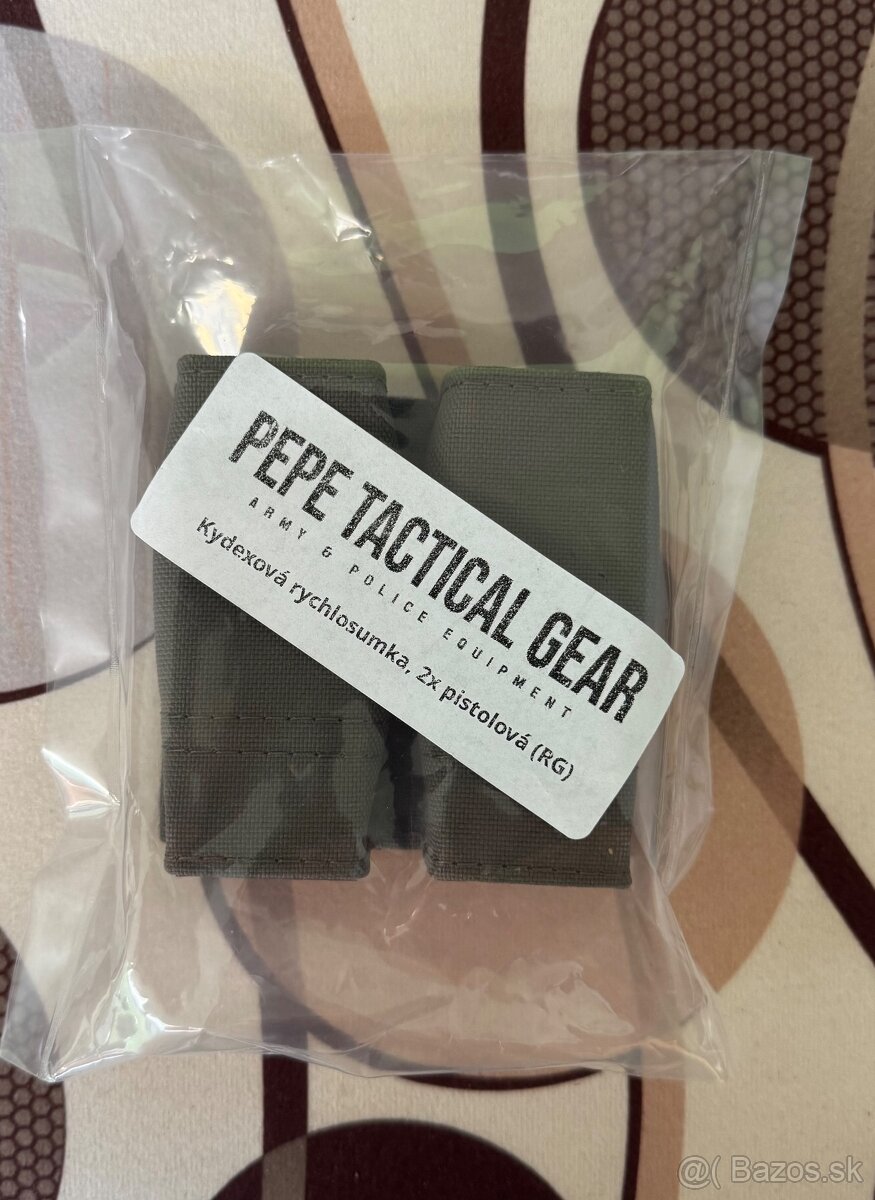 PEPE TACTICAL GEAR
ARMY & POLICE EQUIPMENT
Kydexová rychlosumka, 2x pistolová (RG)
@( Bazos.sk